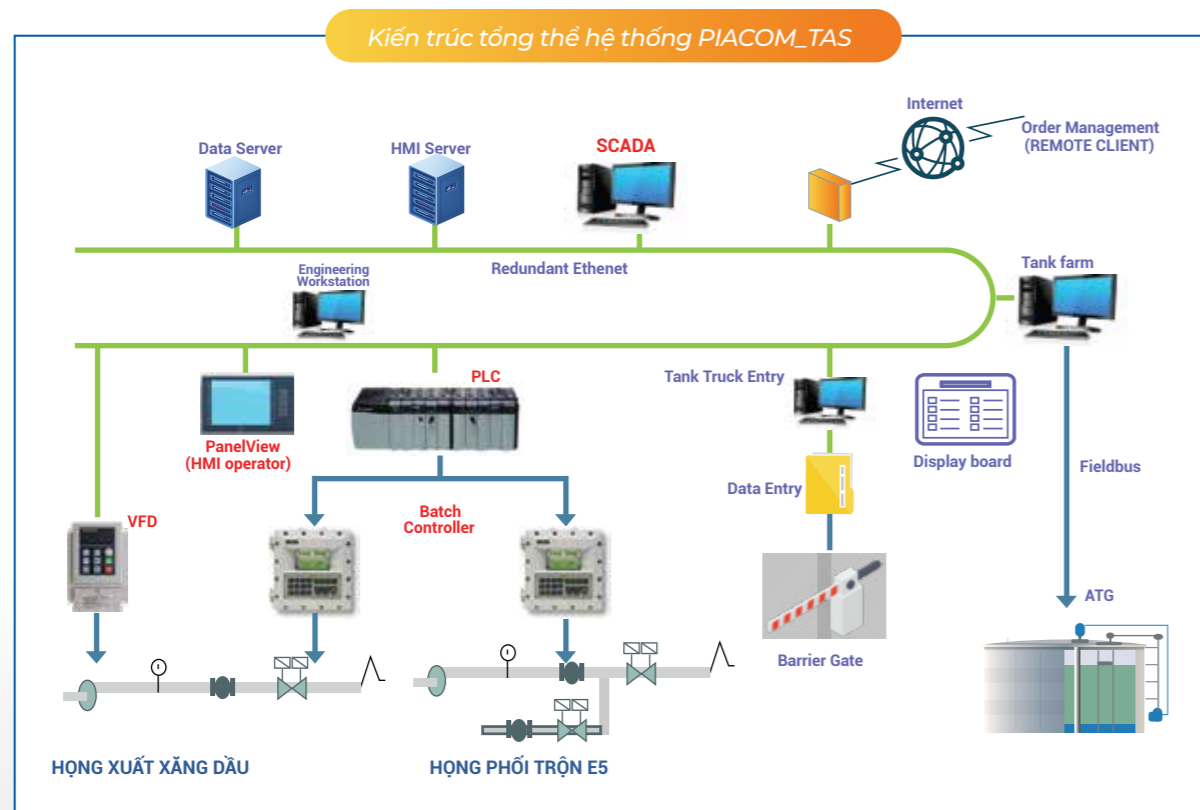 Kiến trúc tổng thể hệ thống PIACOM_TAS
Internet
Order Management
(REMOTE CLIENT)
Data Server
HMI Server
SCADA
Engineering
Workstation
Redundant Ethenet
Tank farm
PLC
Tank Truck Entry
PanelView
(HMI operator)
Display board
Fieldbus
Data Entry
VFD
Batch
Controller
ATG
Barrier Gate
HỌNG XUẤT XĂNG DẦU
HỌNG PHỐI TRỘN E5